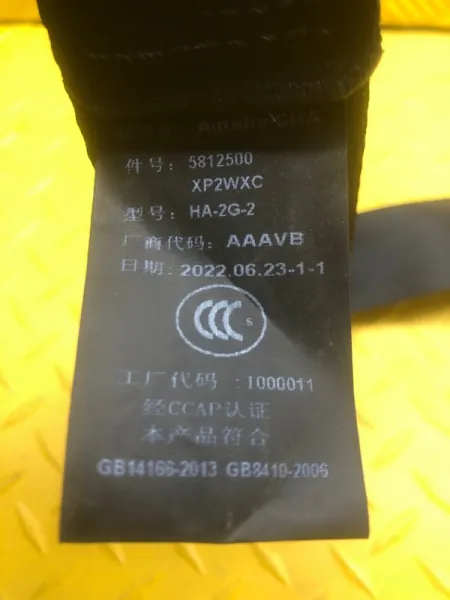 件号: 5812500
XP2WXC
型号: HA-2G-2
厂商代码: AAAVB
日期: 2022.06.23-1-1
CCC S
工厂代码 : I000011
经CCAP认证
本产品符合
GB14166-2013 GB8410-2006